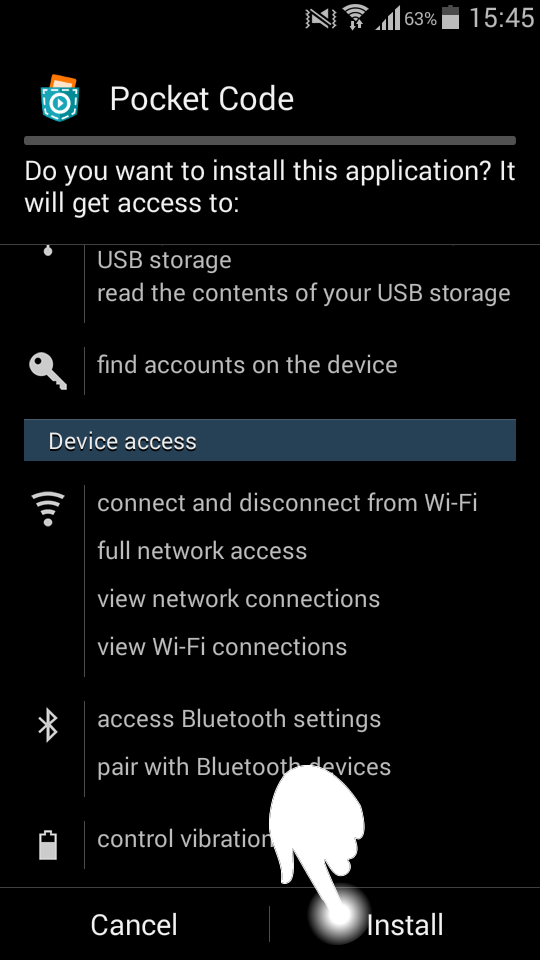 63% 15:45
Pocket Code
Do you want to install this application? It
will get access to:
USB storage
read the contents of your USB storage
find accounts on the device
Device access
connect and disconnect from Wi-Fi
full network access
view network connections
view Wi-Fi connections
access Bluetooth settings
pair with Bluetooth devices
control vibration
Cancel Install